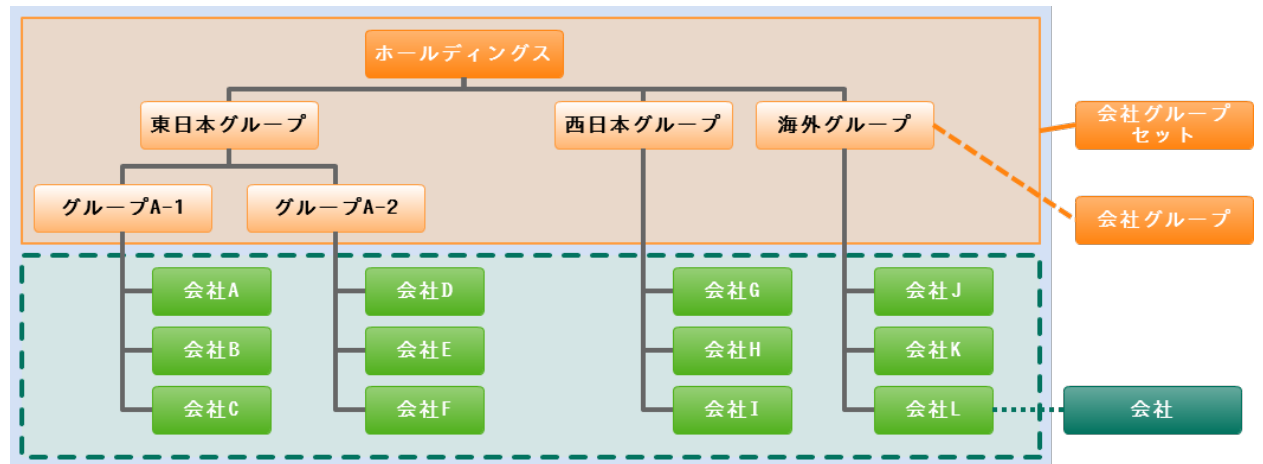 ホールディングス
東日本グループ
西日本グループ
海外グループ
会社グループ
セット
グループA-1
グループA-2
会社グループ
会社A
会社D
会社G
会社J
会社B
会社E
会社H
会社K
会社C
会社F
会社I
会社L
会社